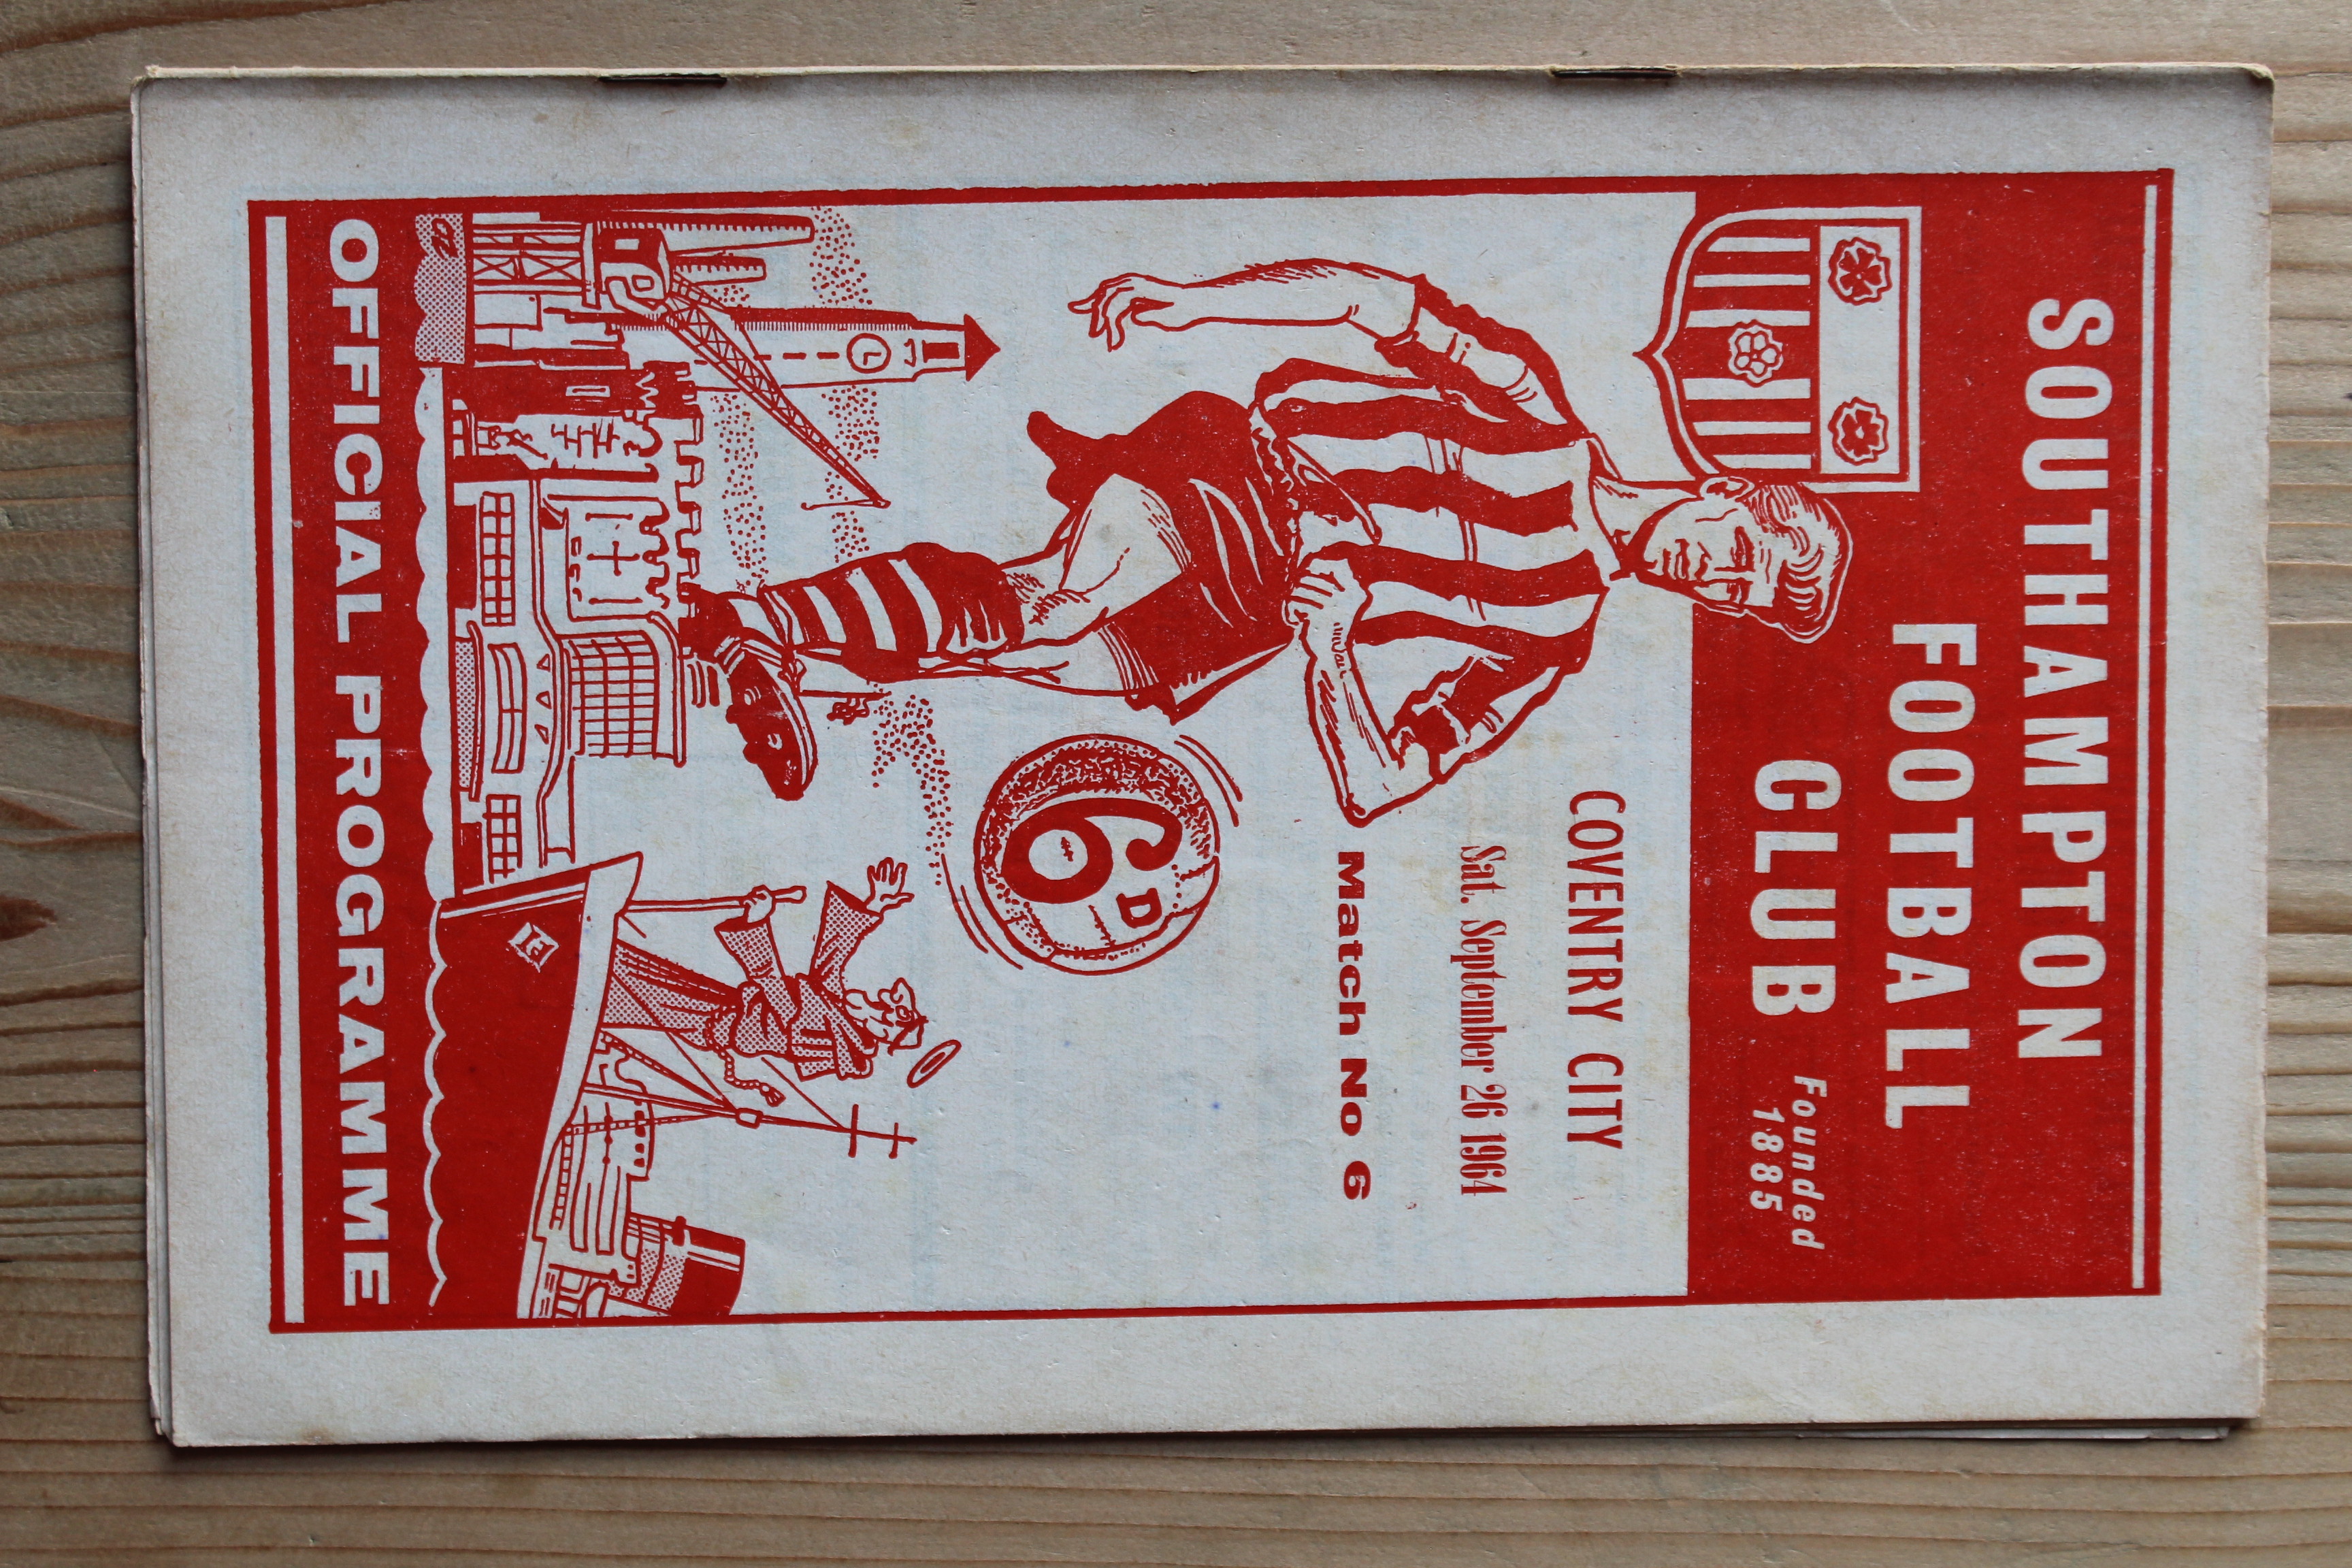 SOUTHAMPTON
FOOTBALL
CLUB
Founded
1885
COVENTRY CITY
Sat. September 26 1964
Match No 6
6D
OFFICIAL PROGRAMME